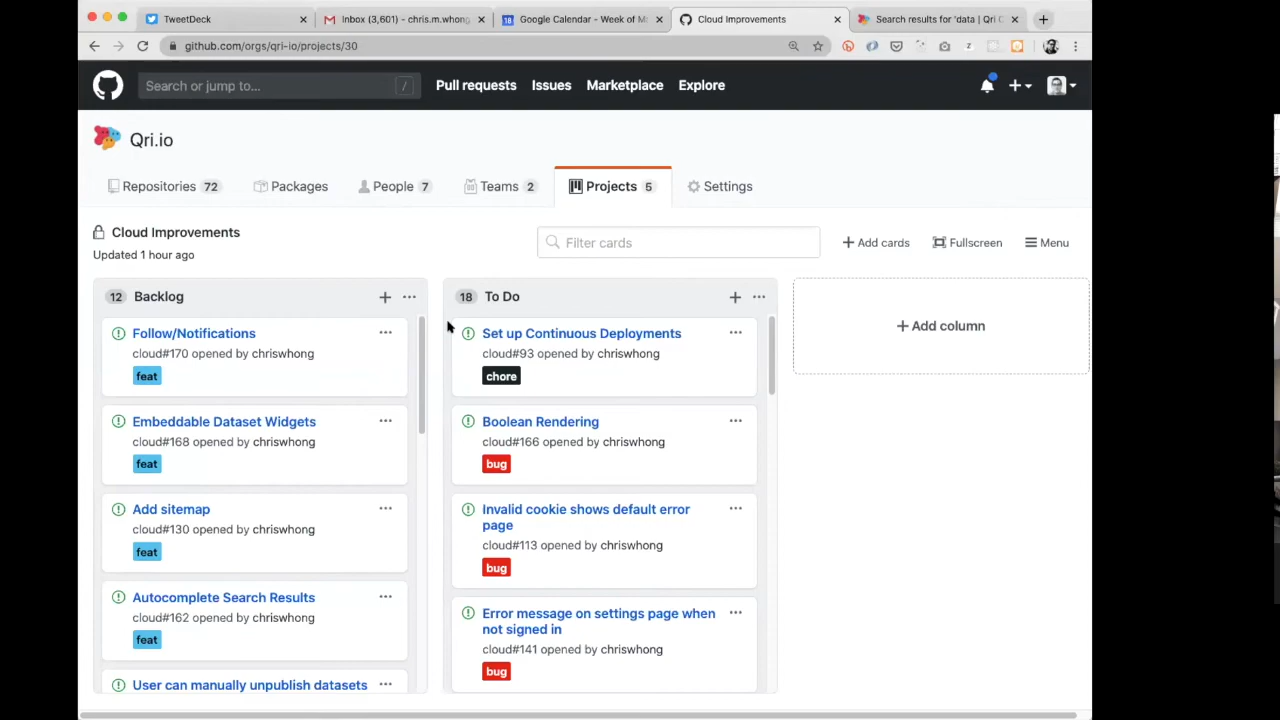 TweetDeck
Inbox (3,601) - chris.m.whong
Google Calendar - Week of M
Cloud Improvements
Search results for 'data | Qri C
github.com/orgs/qri-io/projects/30
Search or jump to...
/
Pull requests
Issues
Marketplace
Explore
Qri.io
Repositories 72
Packages
People 7
Teams 2
Projects 5
Settings
Cloud Improvements
Updated 1 hour ago
Filter cards
Add cards
Fullscreen
Menu
12 Backlog
Follow/Notifications
cloud#170 opened by chriswhong
feat
Embeddable Dataset Widgets
cloud#168 opened by chriswhong
feat
Add sitemap
cloud#130 opened by chriswhong
feat
Autocomplete Search Results
cloud#162 opened by chriswhong
feat
User can manually unpublish datasets
18 To Do
Set up Continuous Deployments
cloud#93 opened by chriswhong
chore
Boolean Rendering
cloud#166 opened by chriswhong
bug
Invalid cookie shows default error
page
cloud#113 opened by chriswhong
bug
Error message on settings page when
not signed in
cloud#141 opened by chriswhong
bug
Add column